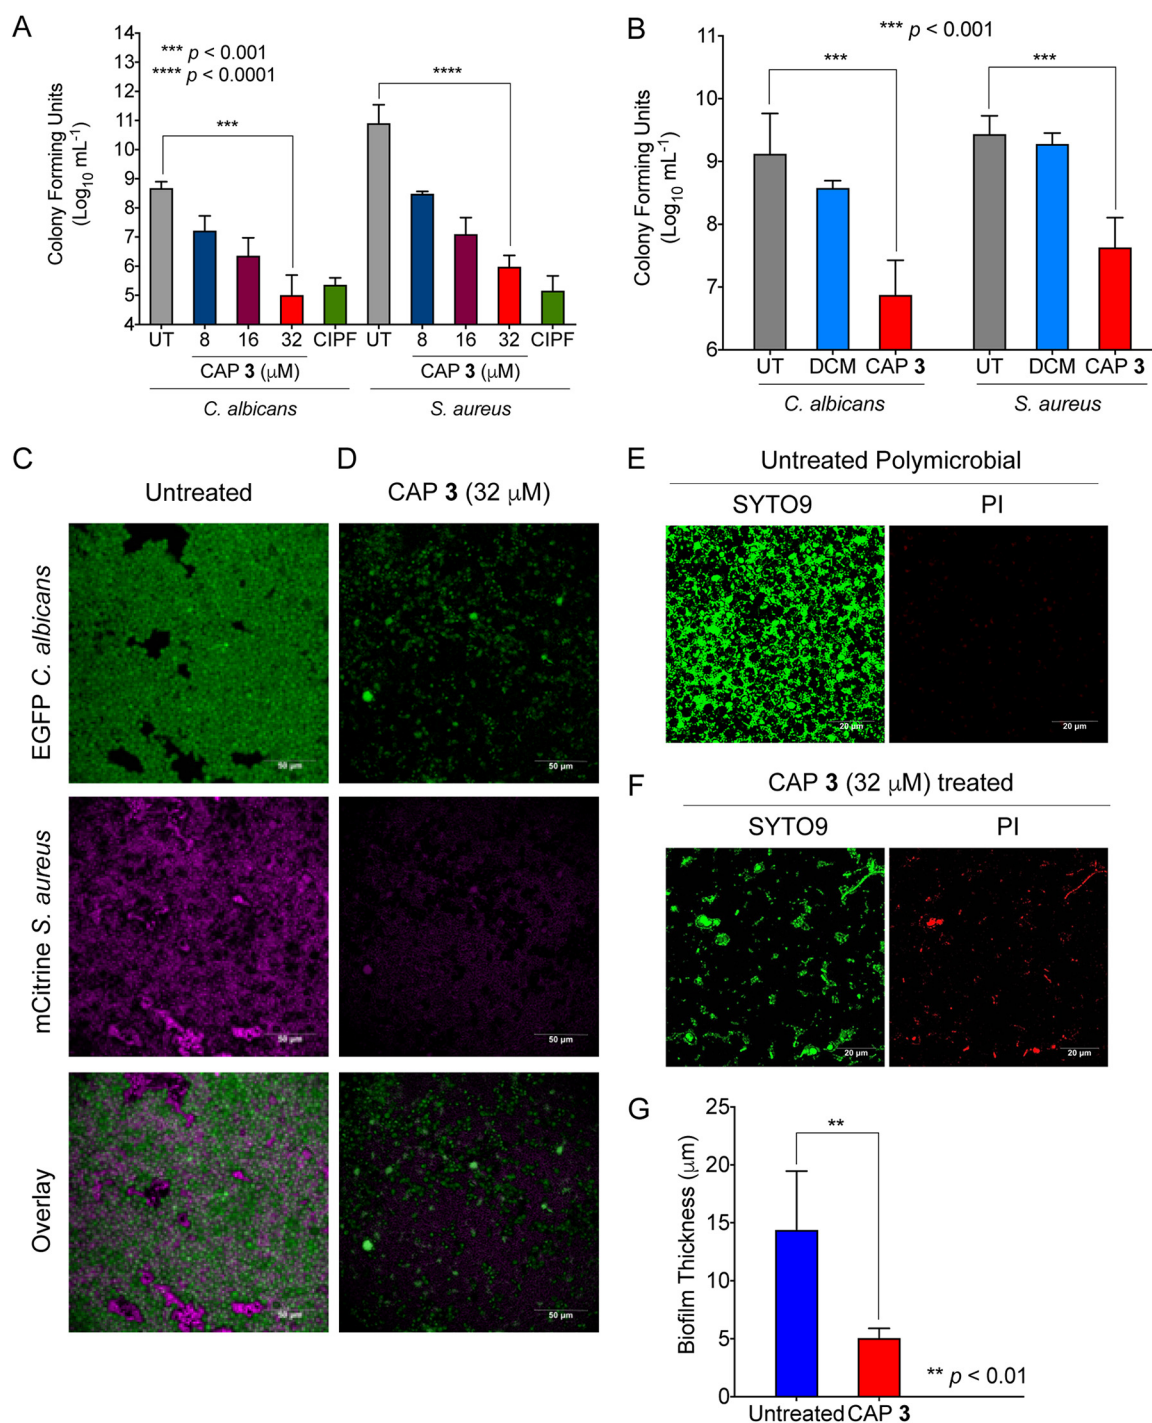 A
*** p < 0.001
**** p < 0.0001
14
13
12
11
10
9
8
7
6
5
4
Colony Forming Units
(Log10 mL-1)
***
****
UT 8 16 32 CIPF UT 8 16 32 CIPF
CAP 3 (μM) CAP 3 (μM)
C. albicans S. aureus
B
*** p < 0.001
11
10
9
8
7
6
Colony Forming Units
(Log10 mL-1)
***
***
UT DCM CAP 3 UT DCM CAP 3
C. albicans S. aureus
C
Untreated
D
CAP 3 (32 μM)
EGFP C. albicans
50 μm
50 μm
mCitrine S. aureus
50 μm
50 μm
Overlay
50 μm
50 μm
E
Untreated Polymicrobial
SYTO9 PI
20 μm
20 μm
F
CAP 3 (32 μM) treated
SYTO9 PI
20 μm
20 μm
G
25
20
15
10
5
0
Biofilm Thickness (μm)
**
** p < 0.01
Untreated CAP 3